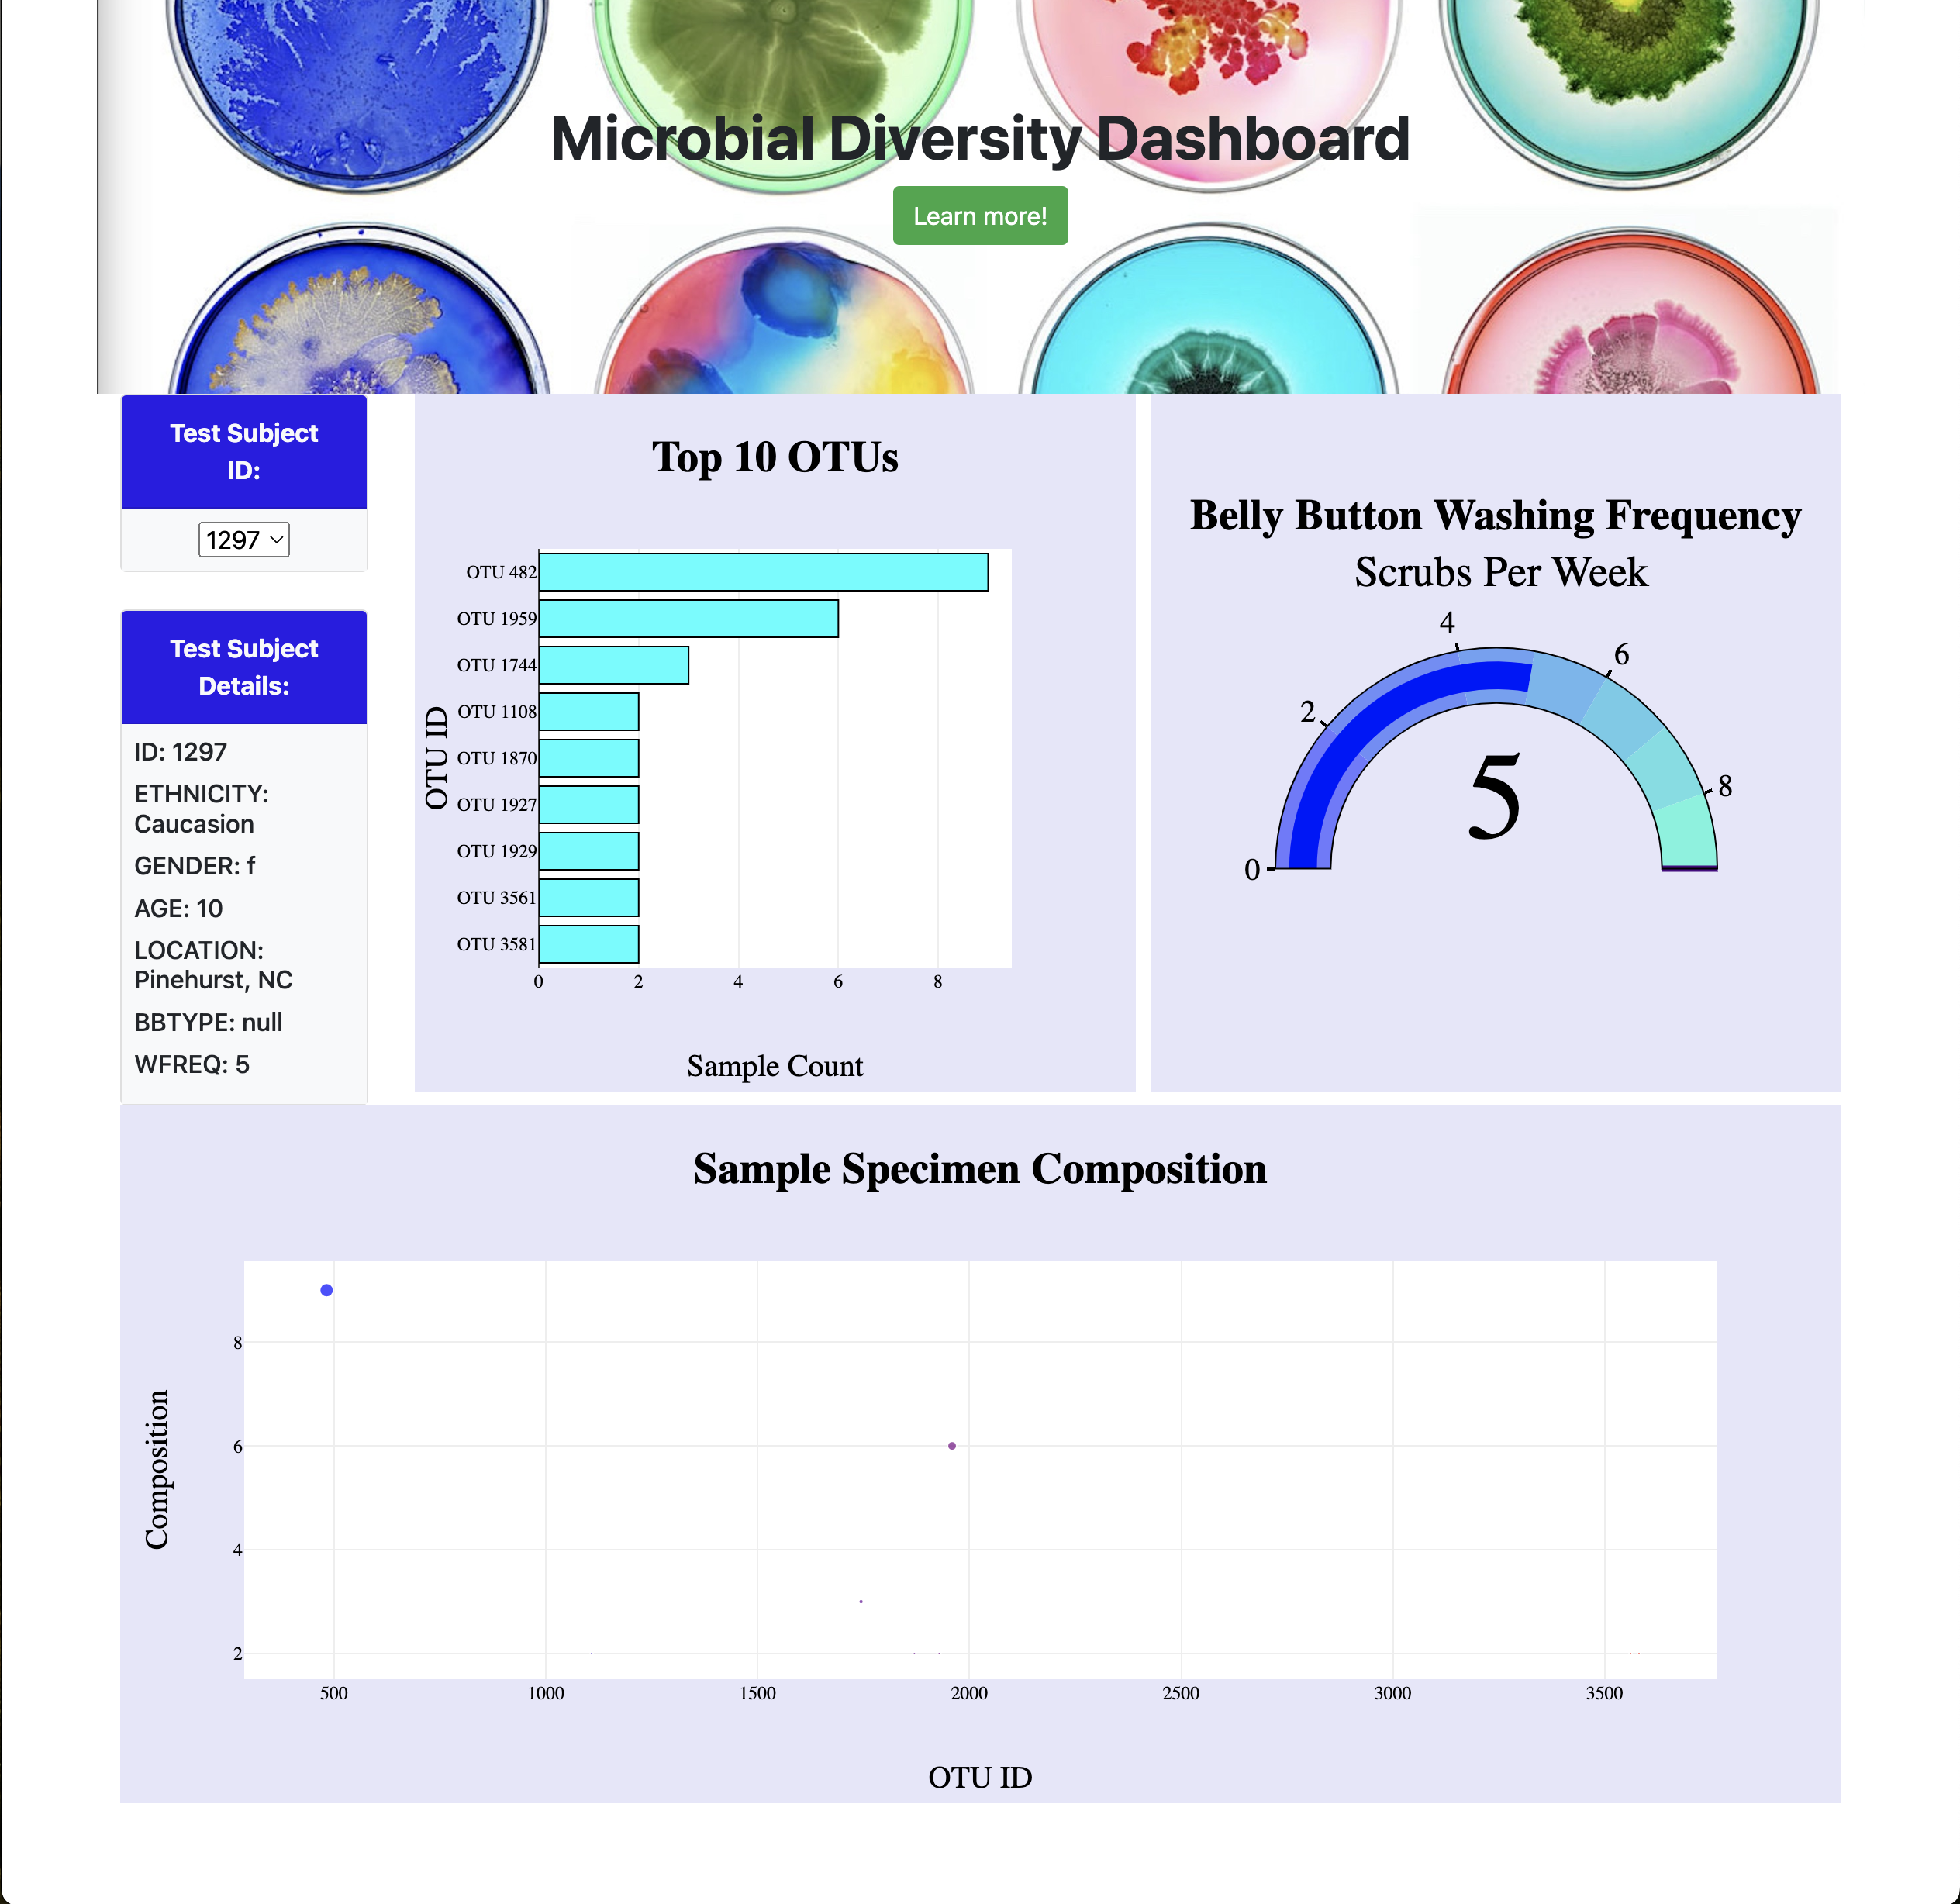 Microbial Diversity Dashboard
Learn more!
Test Subject
ID:
1297
Test Subject
Details:
ID: 1297
ETHNICITY:
Caucasion
GENDER: f
AGE: 10
LOCATION:
Pinehurst, NC
BBTYPE: null
WFREQ: 5
Top 10 OTUs
OTU ID
OTU 482
OTU 1959
OTU 1744
OTU 1108
OTU 1870
OTU 1927
OTU 1929
OTU 3561
OTU 3581
0 2 4 6 8
Sample Count
Belly Button Washing Frequency
Scrubs Per Week
0
2
4
6
8
5
Sample Specimen Composition
Composition
8
6
4
2
500 1000 1500 2000 2500 3000 3500
OTU ID